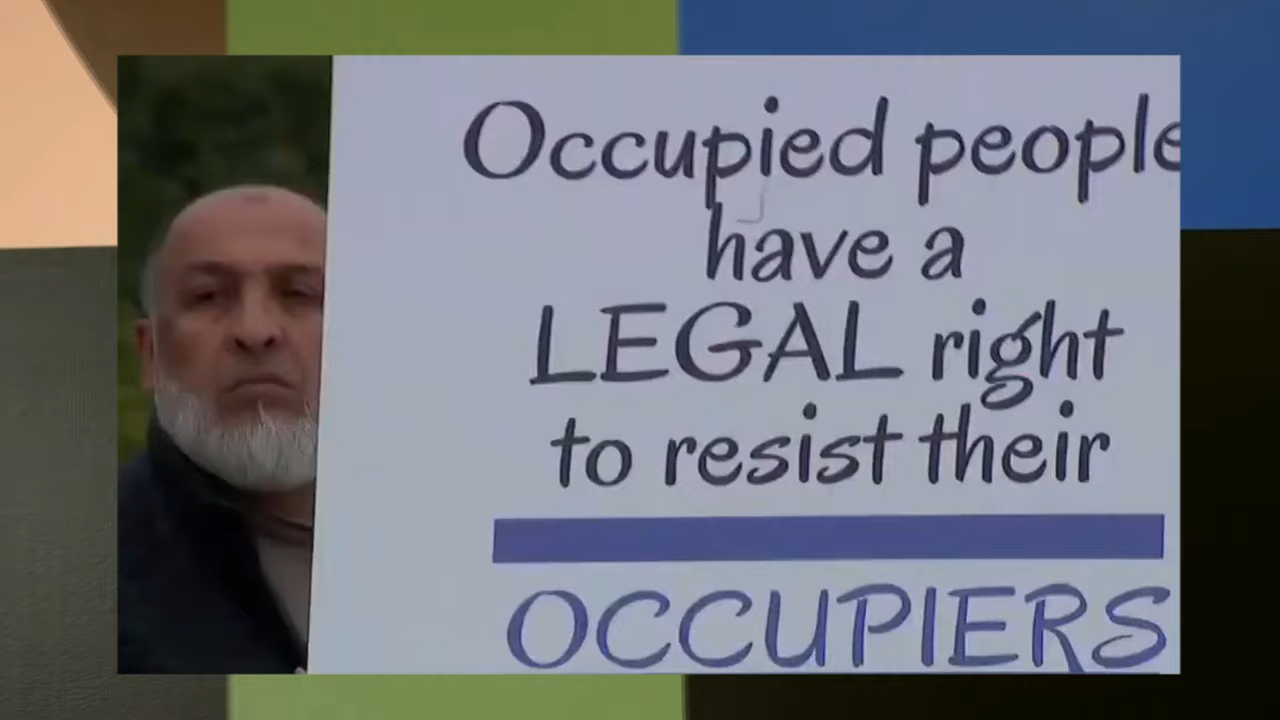 Occupied people
have a
LEGAL right
to resist their
OCCUPIERS